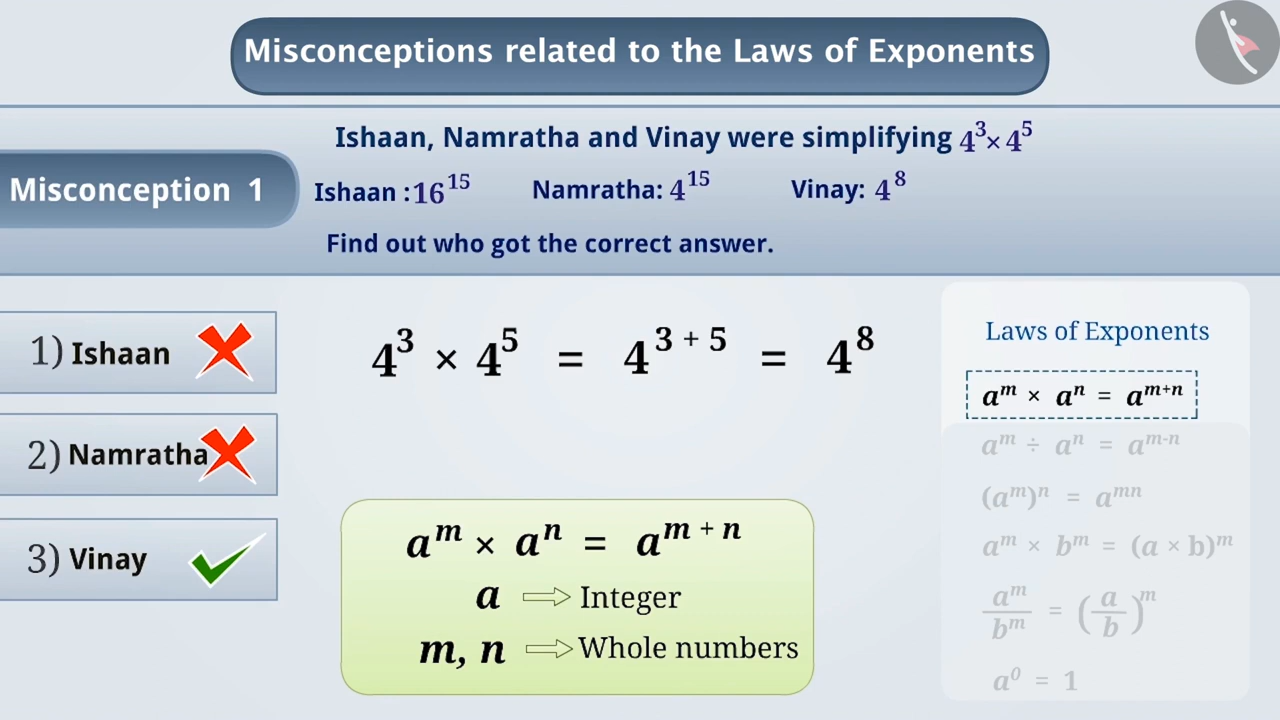 Misconceptions related to the Laws of Exponents
Ishaan, Namratha and Vinay were simplifying 4³×4⁵
Misconception 1
Ishaan :16¹⁵ Namratha: 4¹⁵ Vinay: 4⁸
Find out who got the correct answer.
1) Ishaan
2) Namratha
3) Vinay
4³ × 4⁵ = 4³ ⁺ ⁵ = 4⁸
aᵐ × aⁿ = aᵐ ⁺ ⁿ
a ⇨ Integer
m, n ⇨ Whole numbers
Laws of Exponents
aᵐ × aⁿ = aᵐ⁺ⁿ
aᵐ ÷ aⁿ = aᵐ⁻ⁿ
(aᵐ)ⁿ = aᵐⁿ
aᵐ × bᵐ = (a × b)ᵐ
aᵐ/bᵐ = (a/b)ᵐ
a⁰ = 1